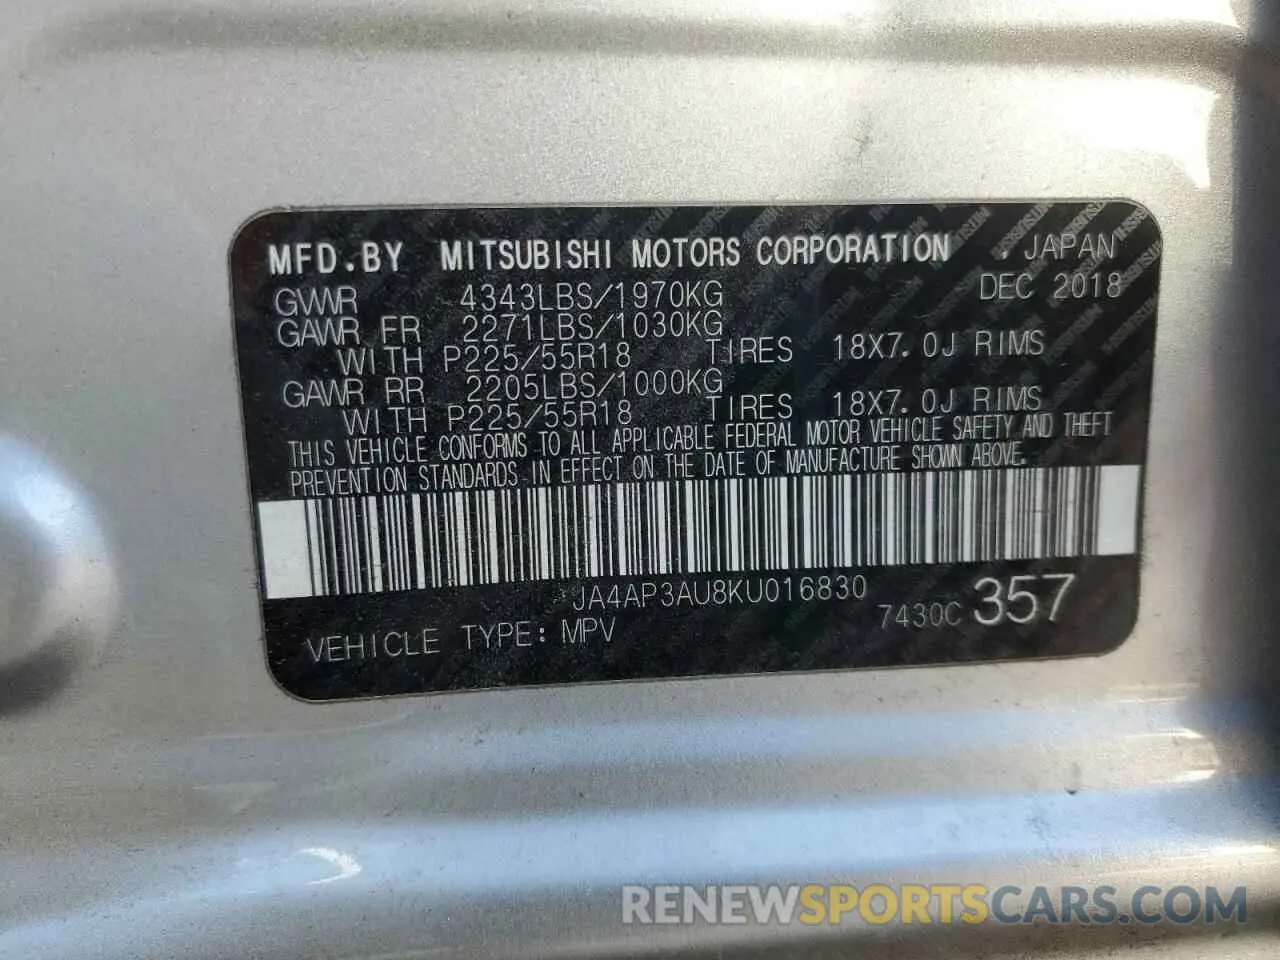 MFD.BY MITSUBISHI MOTORS CORPORATION , JAPAN
GVWR 4343LBS/1970KG DEC 2018
GAWR FR 2271LBS/1030KG
WITH P225/55R18 TIRES 18X7.0J RIMS
GAWR RR 2205LBS/1000KG
WITH P225/55R18 TIRES 18X7.0J RIMS
THIS VEHICLE CONFORMS TO ALL APPLICABLE FEDERAL MOTOR VEHICLE SAFETY AND THEFT
PREVENTION STANDARDS IN EFFECT ON THE DATE OF MANUFACTURE SHOWN ABOVE.
JA4AP3AU8KU016830
VEHICLE TYPE: MPV 7430C 357
RENEWSPORTSCARS.COM